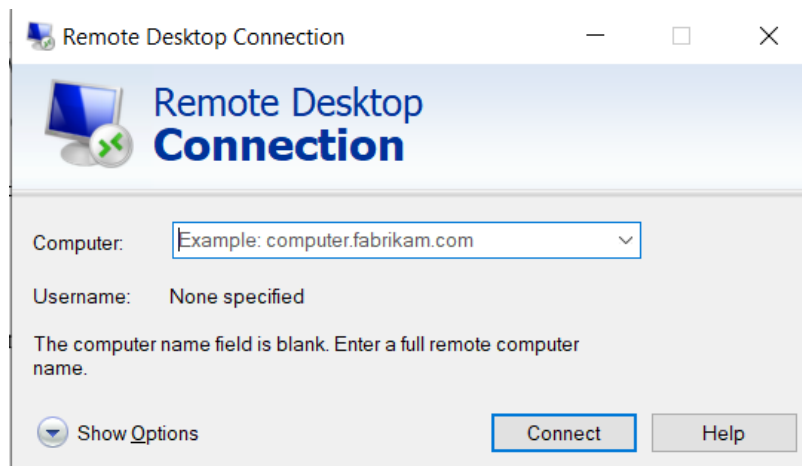 Remote Desktop Connection
Remote Desktop
Connection
Computer:
Example: computer.fabrikam.com
Username:
None specified
The computer name field is blank. Enter a full remote computer
name.
Show Options
Connect
Help